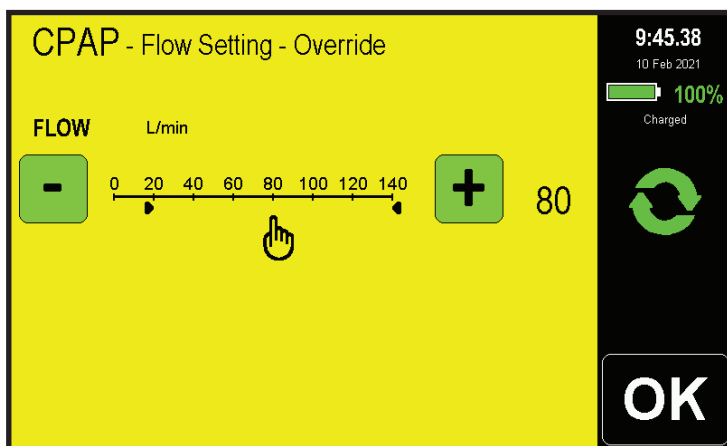 CPAP - Flow Setting - Override
9:45.38
10 Feb 2021
100%
Charged
FLOW L/min
- 0 20 40 60 80 100 120 140 + 80
OK